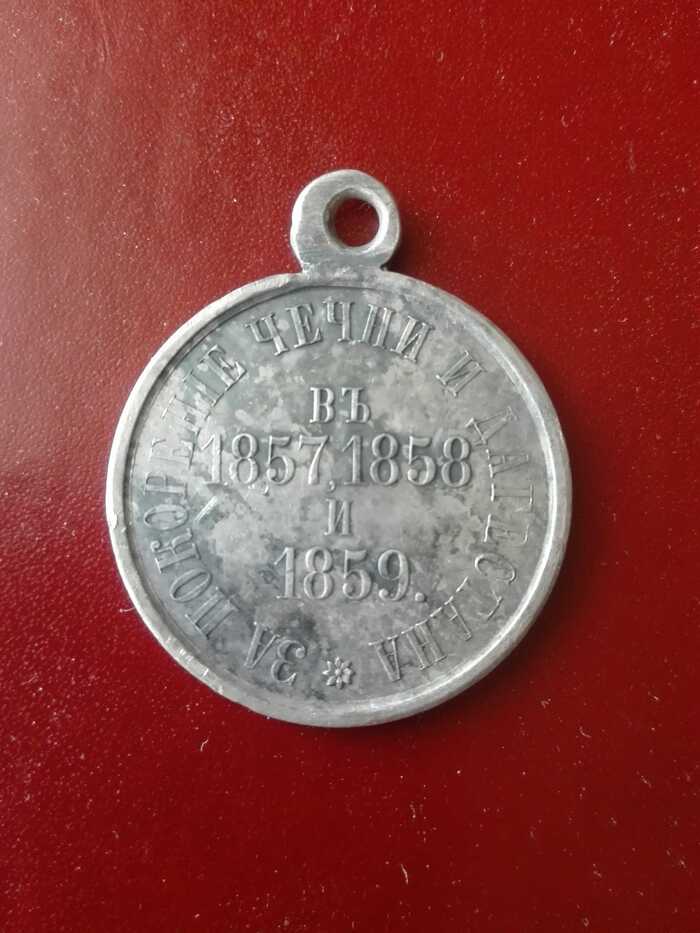 ЗА ПОКОРЕНІЕ ЧЕЧНИ И ДАГЕСТАНА
ВЪ
1857, 1858
И
1859.